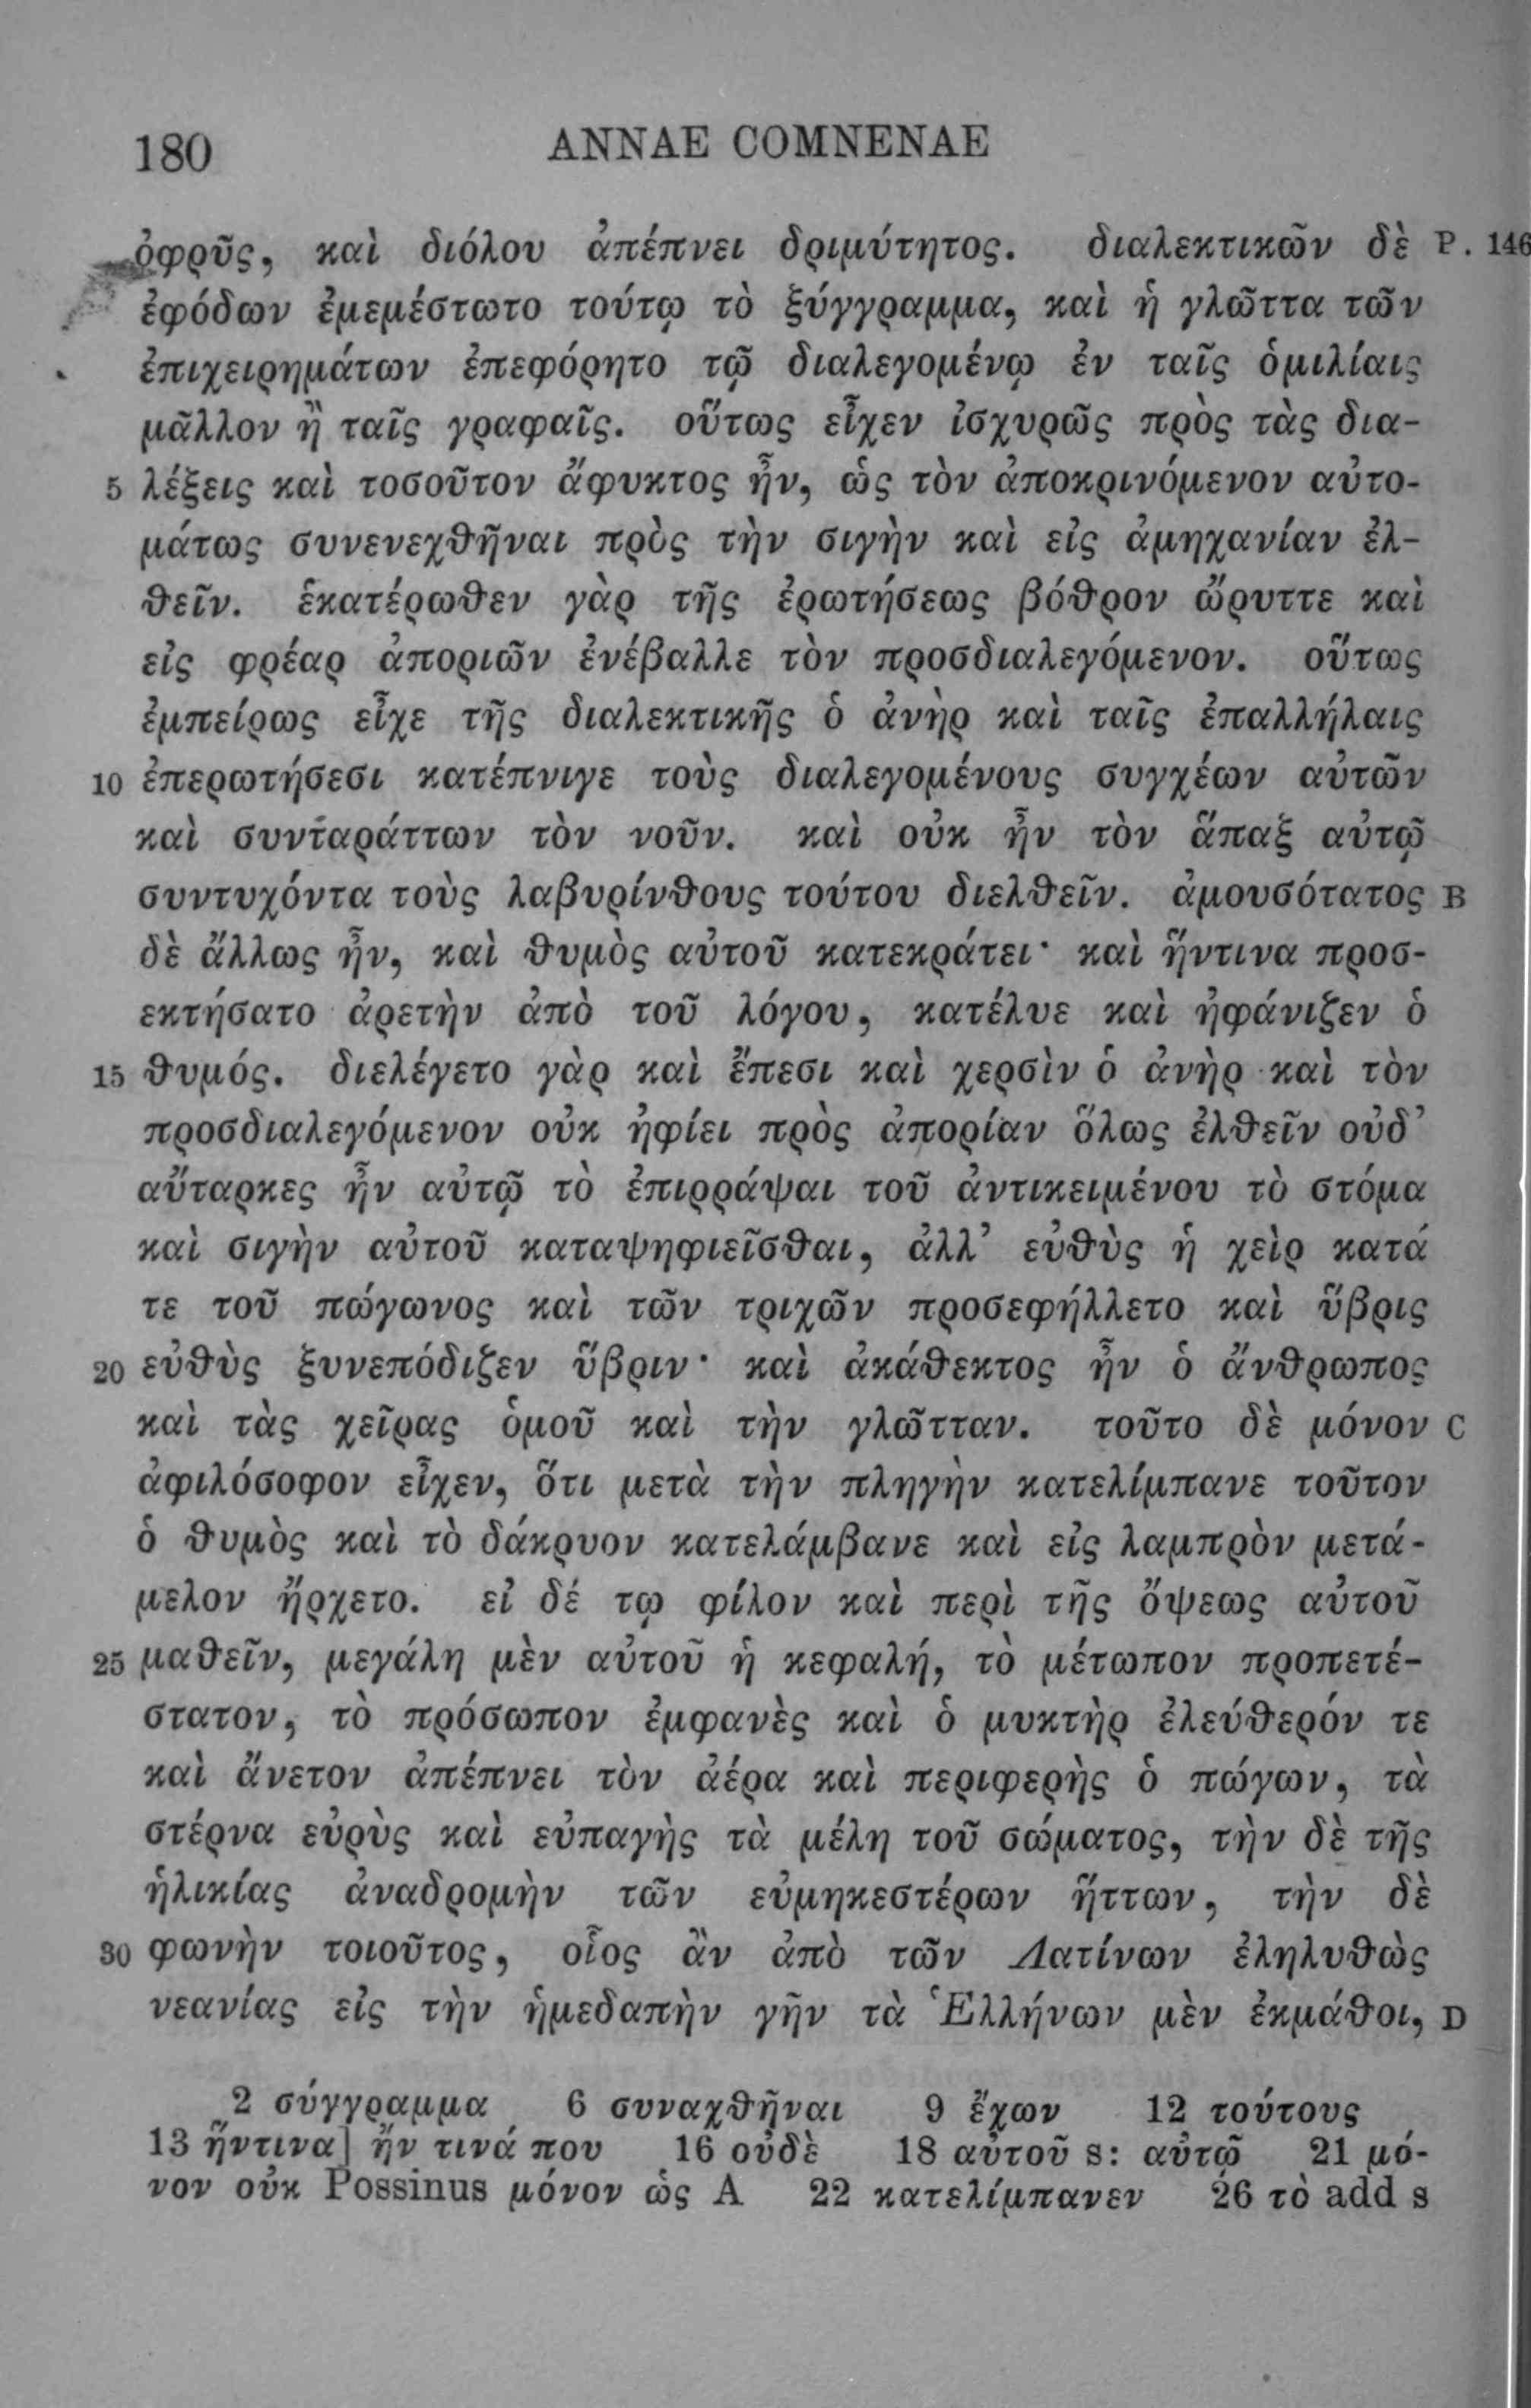 180 ANNAE COMNENAE
ὀφρῦς, καὶ διόλου ἀπέπνει δριμύτητος. διαλεκτικῶν δὲ P. 146
ἐφόδων ἐμεμέστωτο τούτῳ τὸ ξύγγραμμα, καὶ ἡ γλῶττα τῶν
ἐπιχειρημάτων ἐπεφόρητο τῷ διαλεγομένῳ ἐν ταῖς ὁμιλίαις
μᾶλλον ἢ ταῖς γραφαῖς. οὕτως εἶχεν ἰσχυρῶς πρὸς τὰς δια-
5 λέξεις καὶ τοσοῦτον ἄφυκτος ἦν, ὡς τὸν ἀποκρινόμενον αὐτο-
μάτως συνενεχθῆναι πρὸς τὴν σιγὴν καὶ εἰς ἀμηχανίαν ἐλ-
θεῖν. ἑκατέρωθεν γὰρ τῆς ἐρωτήσεως βόθρον ὤρυττε καὶ
εἰς φρέαρ ἀποριῶν ἐνέβαλλε τὸν προσδιαλεγόμενον. οὕτως
ἐμπείρως εἶχε τῆς διαλεκτικῆς ὁ ἀνὴρ καὶ ταῖς ἐπαλλήλαις
10 ἐπερωτήσεσι κατέπνιγε τοὺς διαλεγομένους συγχέων αὐτῶν
καὶ συνταράττων τὸν νοῦν. καὶ οὐκ ἦν τὸν ἅπαξ αὐτῷ
συντυχόντα τοὺς λαβυρίνθους τούτου διελθεῖν. ἀμουσότατος B
δὲ ἄλλως ἦν, καὶ θυμὸς αὐτοῦ κατεκράτει· καὶ ἥντινα προσ-
εκτήσατο ἀρετὴν ἀπὸ τοῦ λόγου, κατέλυε καὶ ἠφάνιζεν ὁ
15 θυμός. διελέγετο γὰρ καὶ ἔπεσι καὶ χερσὶν ὁ ἀνὴρ καὶ τὸν
προσδιαλεγόμενον οὐκ ἠφίει πρὸς ἀπορίαν ὅλως ἐλθεῖν οὐδ’
αὔταρκες ἦν αὐτῷ τὸ ἐπιρράψαι τοῦ ἀντικειμένου τὸ στόμα
καὶ σιγὴν αὐτοῦ καταψηφιεῖσθαι, ἀλλ’ εὐθὺς ἡ χεὶρ κατά
τε τοῦ πώγωνος καὶ τῶν τριχῶν προσεφήλλετο καὶ ὕβρις
20 εὐθὺς ξυνεπόδιζεν ὕβριν· καὶ ἀκάθεκτος ἦν ὁ ἄνθρωπος
καὶ τὰς χεῖρας ὁμοῦ καὶ τὴν γλῶτταν. τοῦτο δὲ μόνον C
ἀφιλόσοφον εἶχεν, ὅτι μετὰ τὴν πληγὴν κατελίμπανε τοῦτον
ὁ θυμὸς καὶ τὸ δάκρυον κατελάμβανε καὶ εἰς λαμπρὸν μετά-
μελον ἤρχετο. εἰ δέ τῳ φίλον καὶ περὶ τῆς ὄψεως αὐτοῦ
25 μαθεῖν, μεγάλη μὲν αὐτοῦ ἡ κεφαλή, τὸ μέτωπον προπετέ-
στατον, τὸ πρόσωπον ἐμφανὲς καὶ ὁ μυκτὴρ ἐλεύθερόν τε
καὶ ἄνετον ἀπέπνει τὸν ἀέρα καὶ περιφερὴς ὁ πώγων, τὰ
στέρνα εὐρὺς καὶ εὐπαγὴς τὰ μέλη τοῦ σώματος, τὴν δὲ τῆς
ἡλικίας ἀναδρομὴν τῶν εὐμηκεστέρων ἥττων, τὴν δὲ
30 φωνὴν τοιοῦτος, οἷος ἂν ἀπὸ τῶν Λατίνων ἐληλυθὼς
νεανίας εἰς τὴν ἡμεδαπὴν γῆν τὰ Ἑλλήνων μὲν ἐκμάθοι, D
2 σύγγραμμα 6 συναχθῆναι 9 ἔχων 12 τούτους
13 ἥντινα] ἥν τινά που 16 οὐδὲ 18 αὐτοῦ s: αὐτῷ 21 μό-
νον οὐκ Possinus μόνον ὡς A 22 κατελίμπανεν 26 τὸ add s